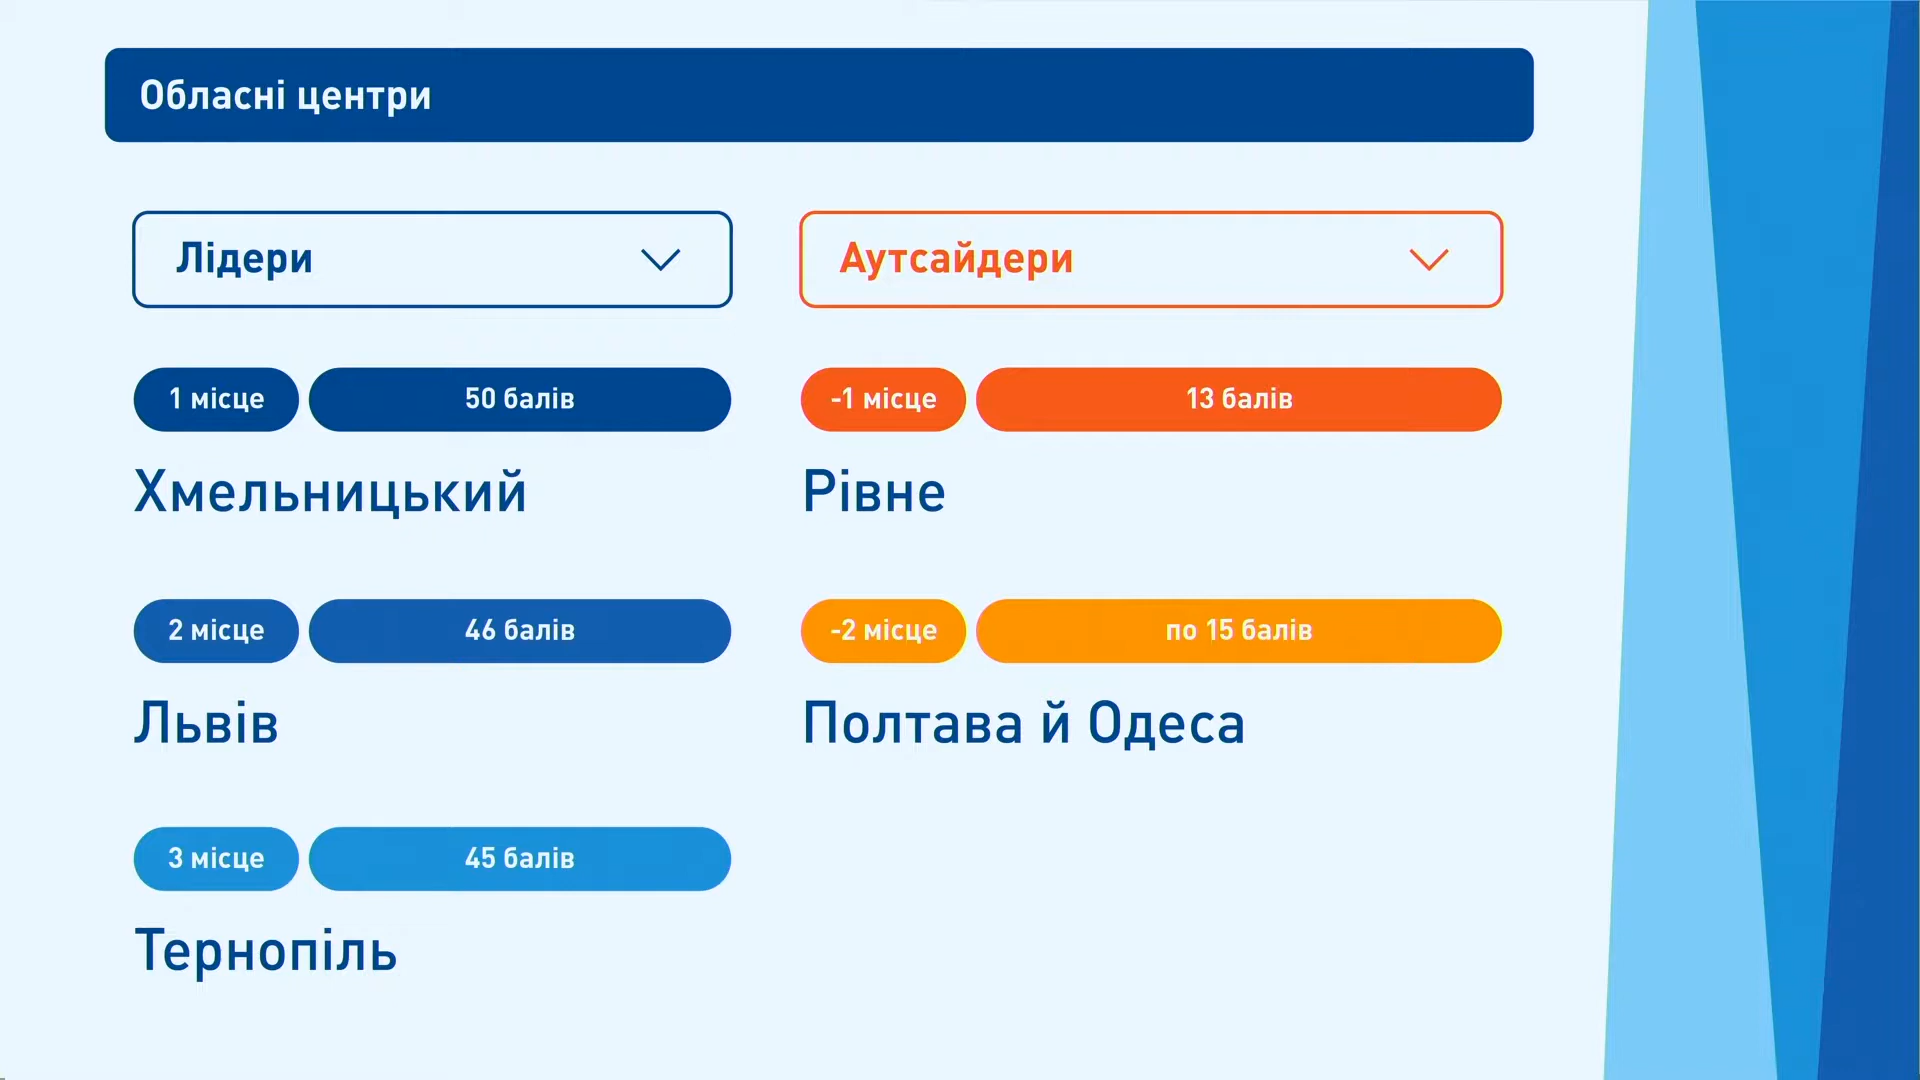 Обласні центри
Лідери
1 місце
50 балів
Хмельницький
2 місце
46 балів
Львів
3 місце
45 балів
Тернопіль
Аутсайдери
-1 місце
13 балів
Рівне
-2 місце
по 15 балів
Полтава й Одеса